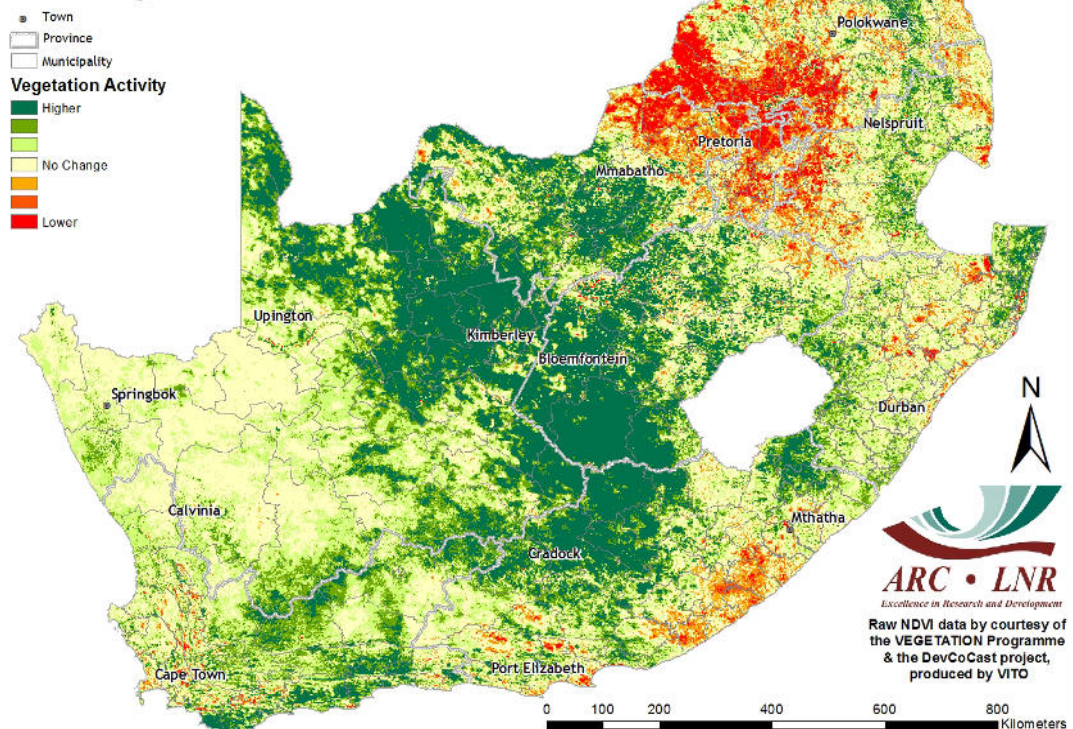 Town
Province
Municipality
Vegetation Activity
Higher
No Change
Lower
Polokwane
Nelspruit
Pretoria
Mmabatho
Upington
Kimberley
Bloemfontein
Springbok
Durban
Calvinia
Mthatha
Cradock
Cape Town
Port Elizabeth
N
ARC • LNR
Excellence in Research and Development
Raw NDVI data by courtesy of
the VEGETATION Programme
& the DevCoCast project,
produced by VITO
0 100 200 400 600 800
Kilometers